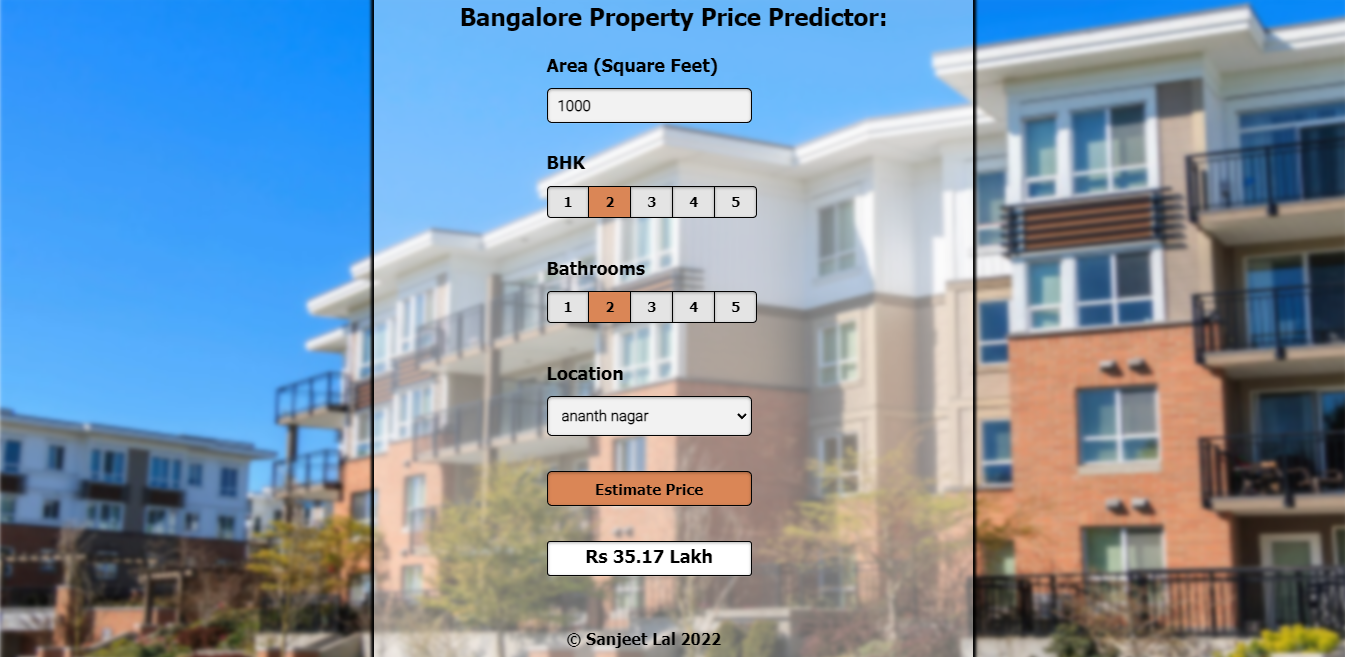 Bangalore Property Price Predictor:
Area (Square Feet)
1000
BHK
1 2 3 4 5
Bathrooms
1 2 3 4 5
Location
ananth nagar
Estimate Price
Rs 35.17 Lakh
© Sanjeet Lal 2022